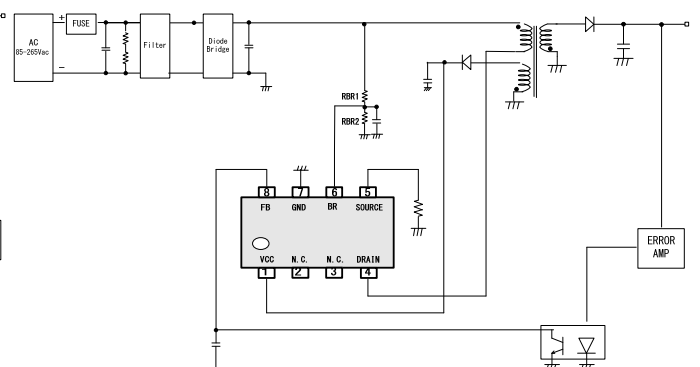 +
FUSE
AC
85-265Vac
−
Filter
Diode
Bridge
RBR1
RBR2
8 7 6 5
FB GND BR SOURCE
VCC N.C. N.C. DRAIN
1 2 3 4
ERROR
AMP